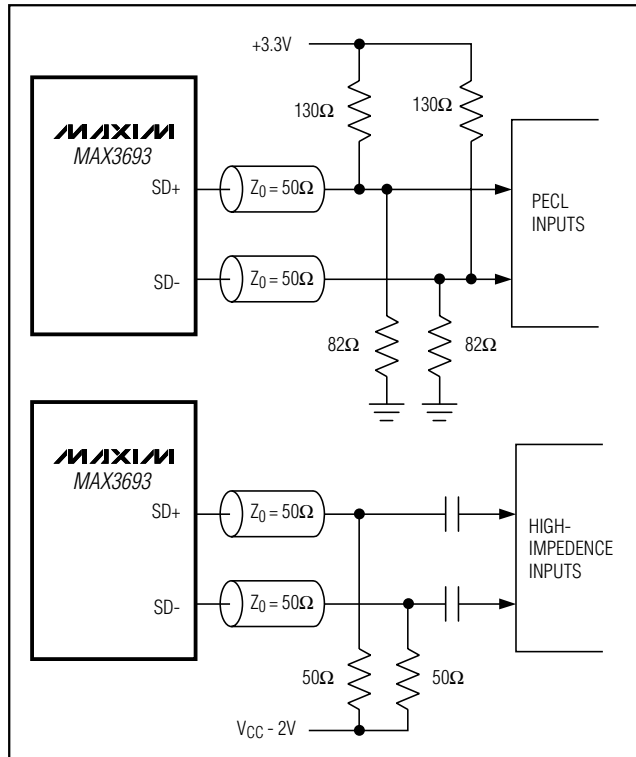 +3.3V
130Ω
130Ω
MAXIM
MAX3693
SD+
Z0 = 50Ω
PECL
INPUTS
SD-
Z0 = 50Ω
82Ω
82Ω
MAXIM
MAX3693
SD+
Z0 = 50Ω
HIGH-
IMPEDENCE
INPUTS
SD-
Z0 = 50Ω
50Ω
50Ω
VCC - 2V